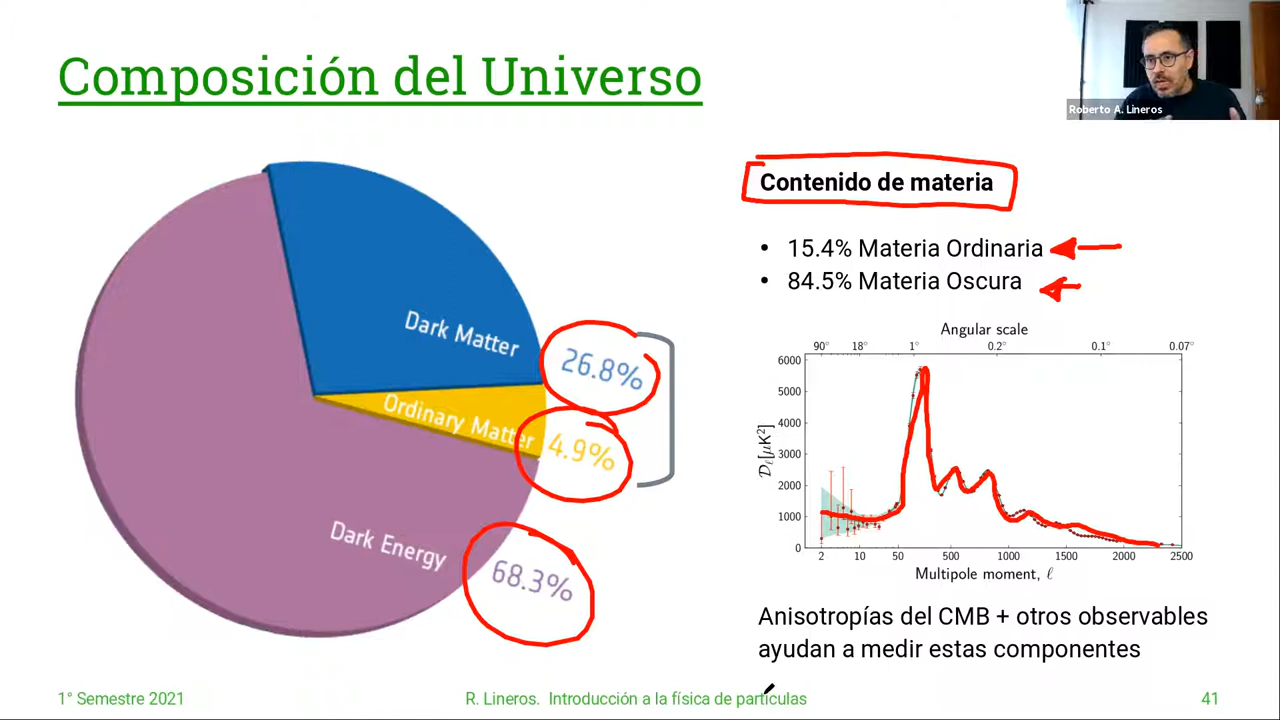 Composición del Universo
Roberto A. Lineros
Dark Matter
26.8%
Ordinary Matter
4.9%
Dark Energy
68.3%
Contenido de materia
• 15.4% Materia Ordinaria
• 84.5% Materia Oscura
Angular scale
90° 18° 1° 0.2° 0.1° 0.07°
6000
5000
4000
3000
2000
1000
0
𝒟ℓ[μK²]
2 10 50 500 1000 1500 2000 2500
Multipole moment, ℓ
Anisotropías del CMB + otros observables
ayudan a medir estas componentes
1° Semestre 2021
R. Lineros. Introducción a la física de partículas
41